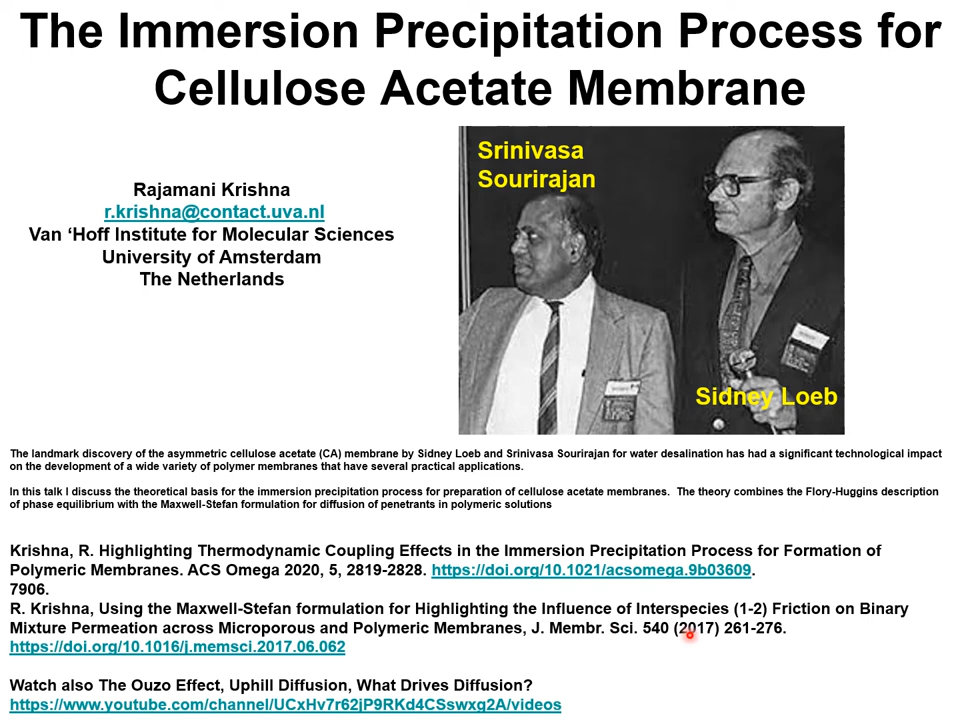 The Immersion Precipitation Process for
Cellulose Acetate Membrane
Srinivasa
Sourirajan
Rajamani Krishna
r.krishna@contact.uva.nl
Van ‘Hoff Institute for Molecular Sciences
University of Amsterdam
The Netherlands
Sidney Loeb
The landmark discovery of the asymmetric cellulose acetate (CA) membrane by Sidney Loeb and Srinivasa Sourirajan for water desalination has had a significant technological impact
on the development of a wide variety of polymer membranes that have several practical applications.
In this talk I discuss the theoretical basis for the immersion precipitation process for preparation of cellulose acetate membranes.  The theory combines the Flory-Huggins description
of phase equilibrium with the Maxwell-Stefan formulation for diffusion of penetrants in polymeric solutions
Krishna, R. Highlighting Thermodynamic Coupling Effects in the Immersion Precipitation Process for Formation of
Polymeric Membranes. ACS Omega 2020, 5, 2819-2828. https://doi.org/10.1021/acsomega.9b03609.
7906.
R. Krishna, Using the Maxwell-Stefan formulation for Highlighting the Influence of Interspecies (1-2) Friction on Binary
Mixture Permeation across Microporous and Polymeric Membranes, J. Membr. Sci. 540 (2017) 261-276.
https://doi.org/10.1016/j.memsci.2017.06.062
Watch also The Ouzo Effect, Uphill Diffusion, What Drives Diffusion?
https://www.youtube.com/channel/UCxHv7r62jP9RKd4CSswxg2A/videos